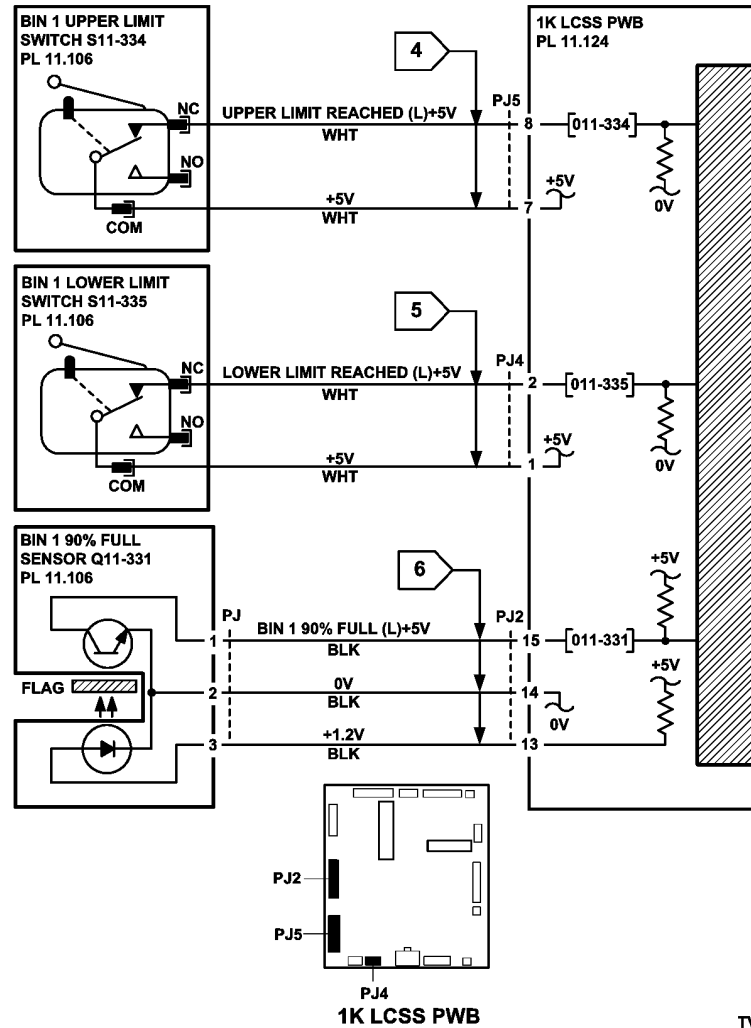 BIN 1 UPPER LIMIT
SWITCH S11-334
PL 11.106
NC
NO
COM
UPPER LIMIT REACHED (L)+5V
WHT
+5V
WHT
4
PJ5
8
7
1K LCSS PWB
PL 11.124
[011-334]
+5V
0V
BIN 1 LOWER LIMIT
SWITCH S11-335
PL 11.106
NC
NO
COM
LOWER LIMIT REACHED (L)+5V
WHT
+5V
WHT
5
PJ4
2
1
[011-335]
+5V
0V
BIN 1 90% FULL
SENSOR Q11-331
PL 11.106
FLAG
1
2
3
PJ
BIN 1 90% FULL (L)+5V
BLK
0V
BLK
+1.2V
BLK
6
PJ2
15
14
13
[011-331]
+5V
+5V
0V
PJ2
PJ5
PJ4
1K LCSS PWB